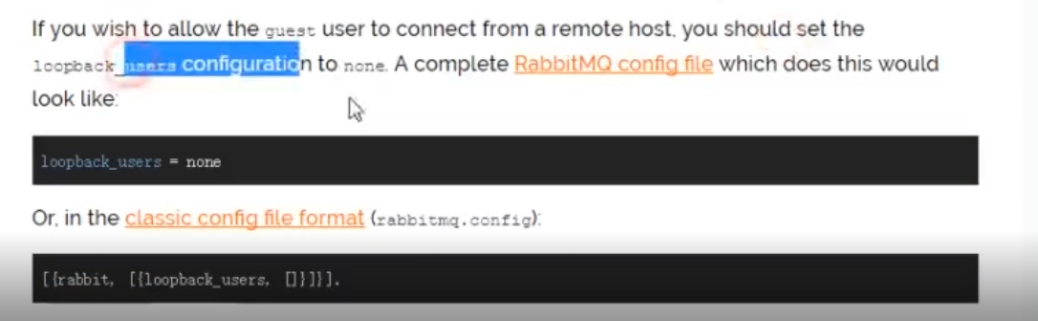 If you wish to allow the guest user to connect from a remote host, you should set the
loopback_users configuration to none. A complete RabbitMQ config file which does this would
look like:
loopback_users = none
Or, in the classic config file format (rabbitmq.config):
[{rabbit, [{loopback_users, []}]}].